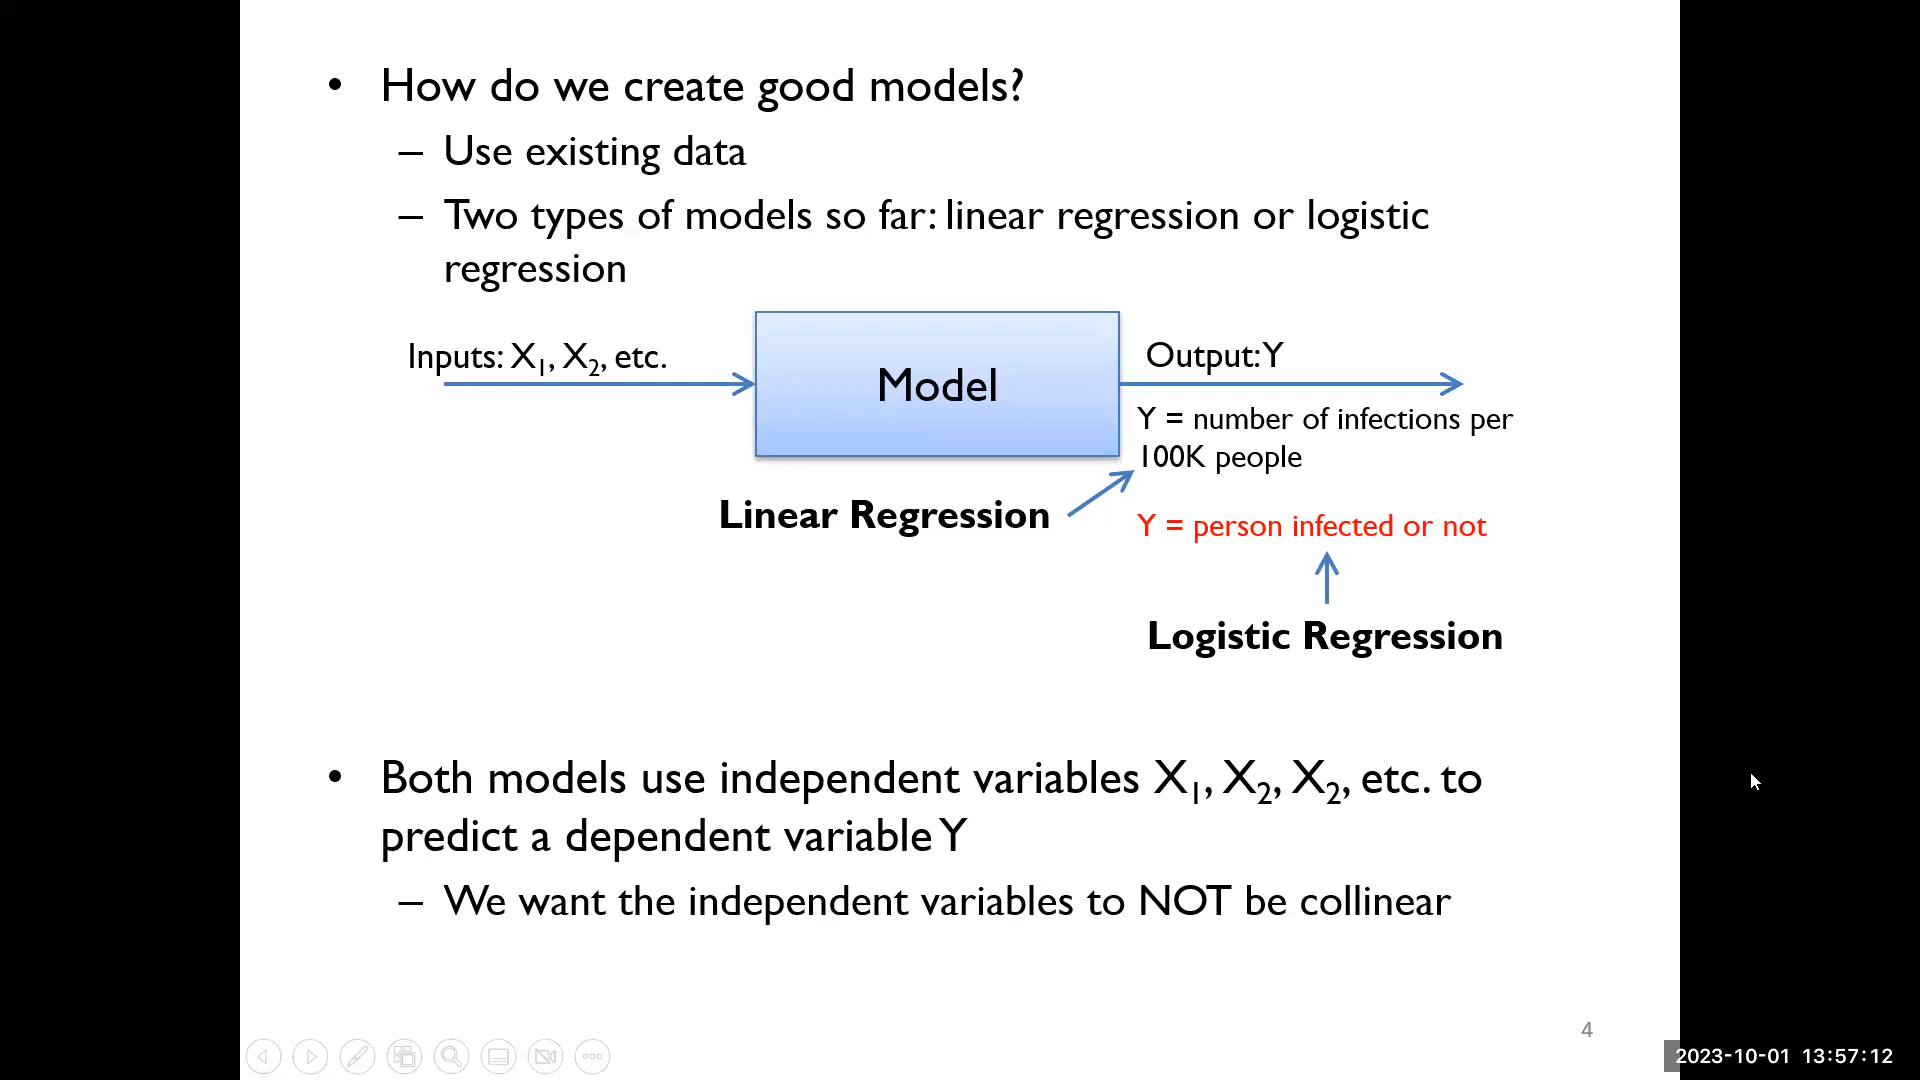 • How do we create good models?
– Use existing data
– Two types of models so far: linear regression or logistic
regression
Inputs: X₁, X₂, etc.
Model
Output: Y
Y = number of infections per
100K people
Linear Regression
Y = person infected or not
Logistic Regression
• Both models use independent variables X₁, X₂, X₂, etc. to
predict a dependent variable Y
– We want the independent variables to NOT be collinear
4
2023-10-01 13:57:12